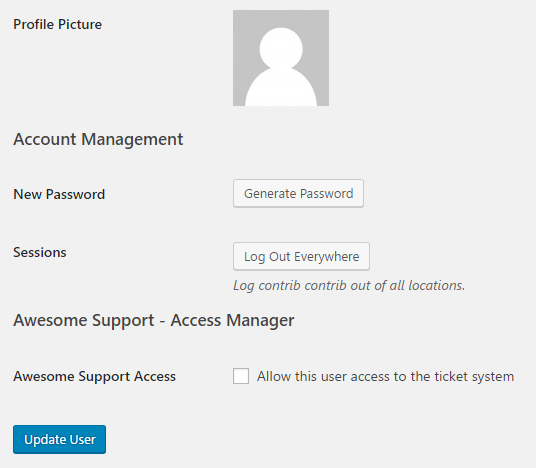 Profile Picture
Account Management
New Password
Generate Password
Sessions
Log Out Everywhere
Log contrib contrib out of all locations.
Awesome Support - Access Manager
Awesome Support Access
Allow this user access to the ticket system
Update User